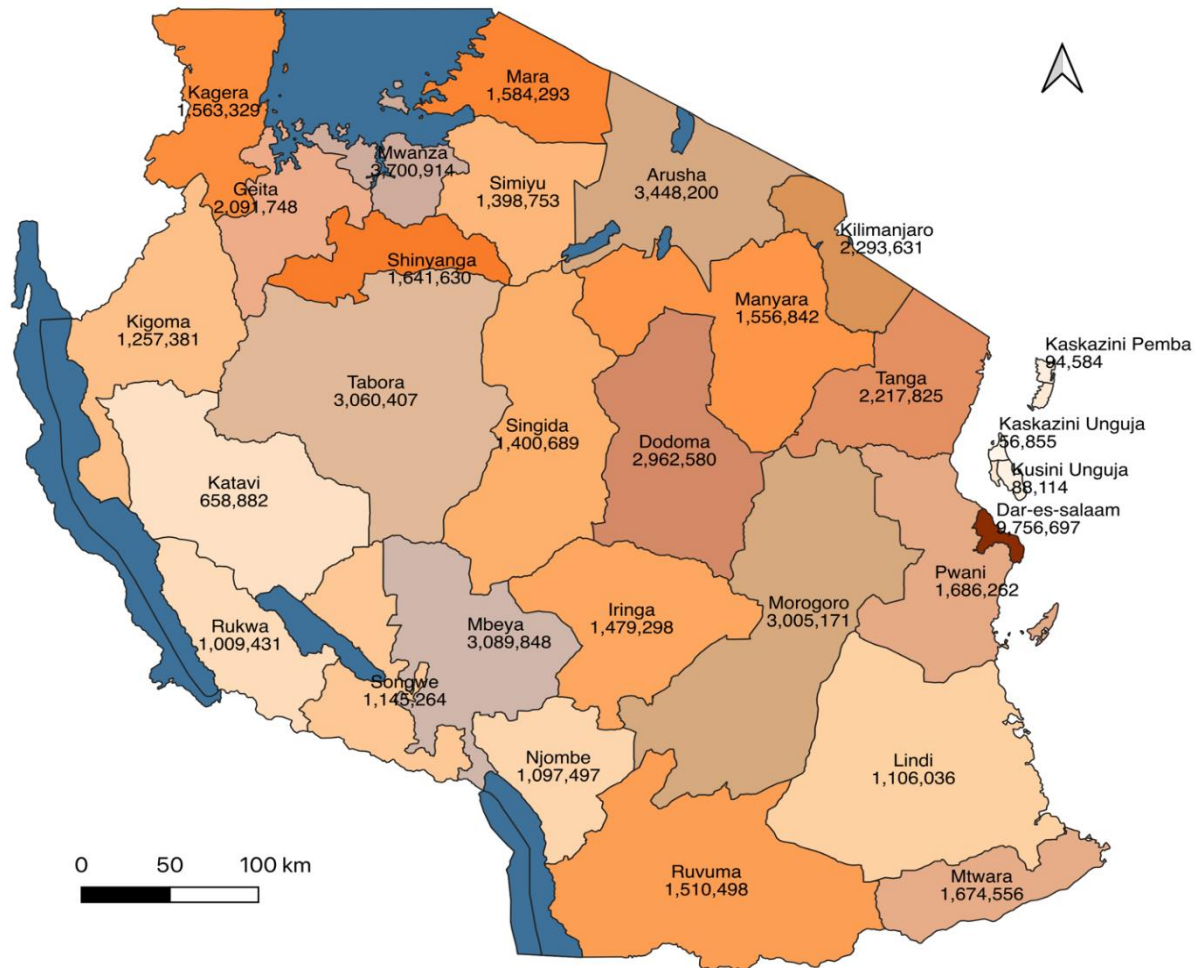 Kagera
1,563,329
Mara
1,584,293
Mwanza
3,700,914
Simiyu
1,398,753
Arusha
3,448,200
Geita
2,091,748
Kilimanjaro
2,293,631
Shinyanga
1,641,630
Manyara
1,556,842
Kigoma
1,257,381
Kaskazini Pemba
94,584
Tabora
3,060,407
Tanga
2,217,825
Singida
1,400,689
Dodoma
2,962,580
Kaskazini Unguja
56,855
Kusini Unguja
88,114
Katavi
658,882
Dar-es-salaam
9,756,697
Pwani
1,686,262
Rukwa
1,009,431
Mbeya
3,089,848
Iringa
1,479,298
Morogoro
3,005,171
Songwe
1,145,264
Njombe
1,097,497
Lindi
1,106,036
0 50 100 km
Ruvuma
1,510,498
Mtwara
1,674,556